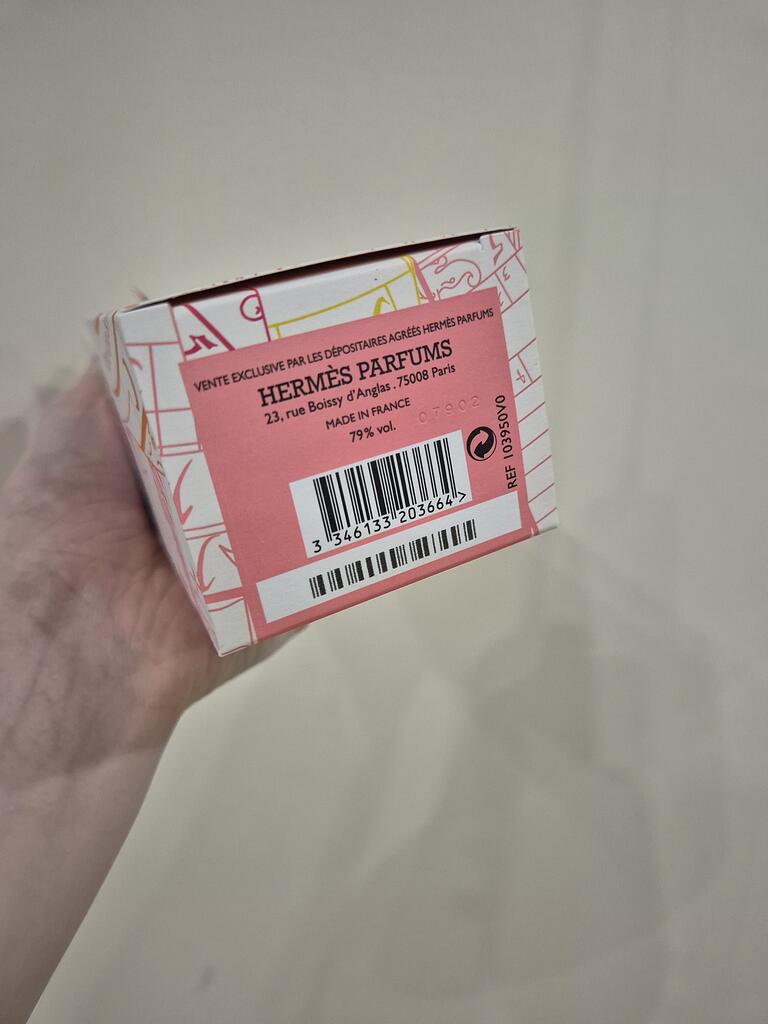 VENTE EXCLUSIVE PAR LES DÉPOSITAIRES AGRÉÉS HERMÈS PARFUMS
HERMÈS PARFUMS
23, rue Boissy d'Anglas . 75008 Paris
MADE IN FRANCE
79% vol.
07902
REF 103950V0
3 346133 203664 >